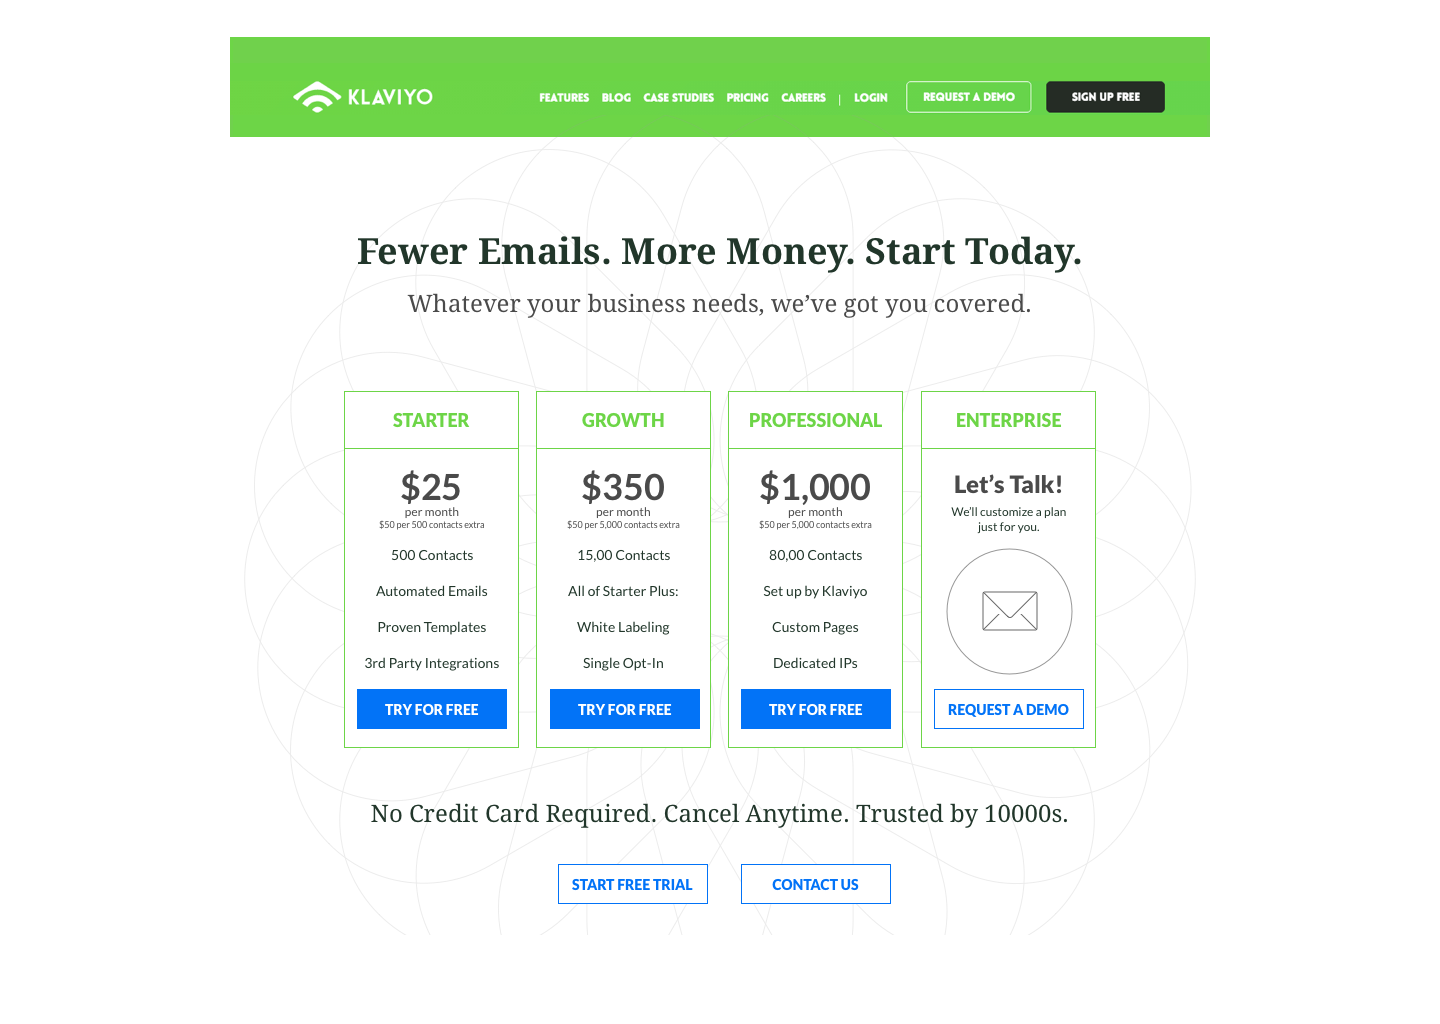 KLAVIYO
FEATURES BLOG CASE STUDIES PRICING CAREERS | LOGIN REQUEST A DEMO SIGN UP FREE
Fewer Emails. More Money. Start Today.
Whatever your business needs, we’ve got you covered.
STARTER
$25
per month
$50 per 500 contacts extra
500 Contacts
Automated Emails
Proven Templates
3rd Party Integrations
TRY FOR FREE
GROWTH
$350
per month
$50 per 5,000 contacts extra
15,00 Contacts
All of Starter Plus:
White Labeling
Single Opt-In
TRY FOR FREE
PROFESSIONAL
$1,000
per month
$50 per 5,000 contacts extra
80,00 Contacts
Set up by Klaviyo
Custom Pages
Dedicated IPs
TRY FOR FREE
ENTERPRISE
Let’s Talk!
We’ll customize a plan
just for you.
REQUEST A DEMO
No Credit Card Required. Cancel Anytime. Trusted by 10000s.
START FREE TRIAL
CONTACT US